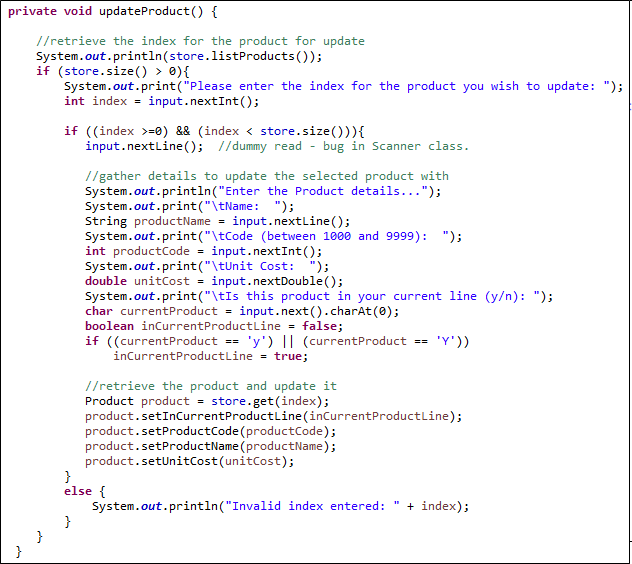 private void updateProduct() {
//retrieve the index for the product for update
System.out.println(store.listProducts());
if (store.size() > 0){
System.out.print("Please enter the index for the product you wish to update: ");
int index = input.nextInt();
if ((index >=0) && (index < store.size())){
input.nextLine();  //dummy read - bug in Scanner class.
//gather details to update the selected product with
System.out.println("Enter the Product details...");
System.out.print("\tName:  ");
String productName = input.nextLine();
System.out.print("\tCode (between 1000 and 9999):  ");
int productCode = input.nextInt();
System.out.print("\tUnit Cost:  ");
double unitCost = input.nextDouble();
System.out.print("\tIs this product in your current line (y/n): ");
char currentProduct = input.next().charAt(0);
boolean inCurrentProductLine = false;
if ((currentProduct == 'y') || (currentProduct == 'Y'))
inCurrentProductLine = true;
//retrieve the product and update it
Product product = store.get(index);
product.setInCurrentProductLine(inCurrentProductLine);
product.setProductCode(productCode);
product.setProductName(productName);
product.setUnitCost(unitCost);
}
else {
System.out.println("Invalid index entered: " + index);
}
}
}